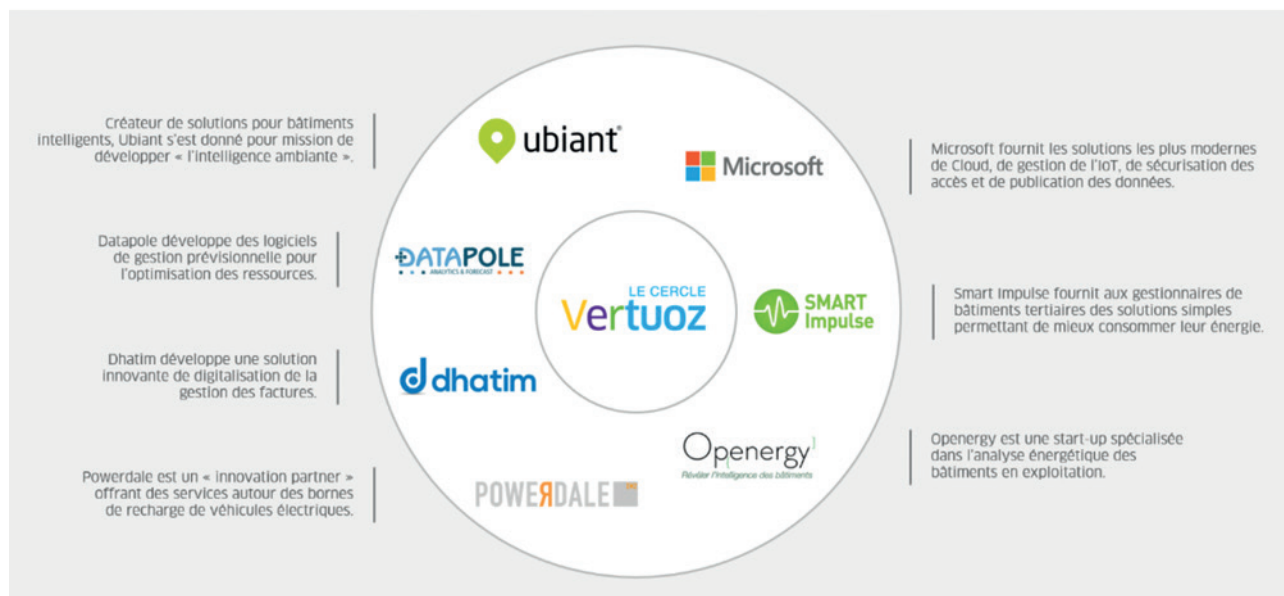 Créateur de solutions pour bâtiments
intelligents, Ubiant s'est donné pour mission de
développer « l'intelligence ambiante ».
Datapole développe des logiciels
de gestion prévisionnelle pour
l'optimisation des ressources.
Dhatim développe une solution
innovante de digitalisation de la
gestion des factures.
Powerdale est un « innovation partner »
offrant des services autour des bornes
de recharge de véhicules électriques.
ubiant®
Microsoft
DATAPOLE
ANALYTICS & FORECAST
LE CERCLE
Vertuoz
SMART
Impulse
dhatim
Openergy
Révéler l'intelligence des bâtiments
POWERDALE
Microsoft fournit les solutions les plus modernes
de Cloud, de gestion de l'IoT, de sécurisation des
accès et de publication des données.
Smart Impulse fournit aux gestionnaires de
bâtiments tertiaires des solutions simples
permettant de mieux consommer leur énergie.
Openergy est une start-up spécialisée
dans l'analyse énergétique des
bâtiments en exploitation.